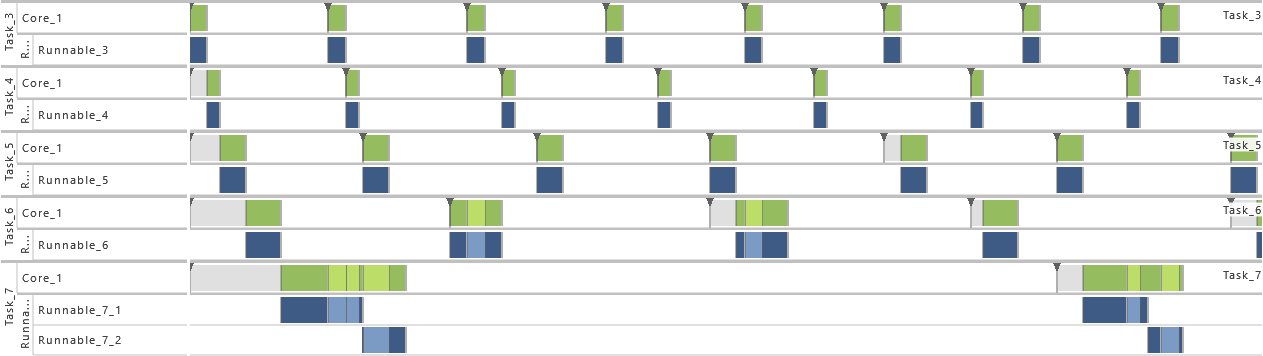 Task_3
Core_1
Task_3
R...
Runnable_3
Task_4
Core_1
Task_4
R...
Runnable_4
Task_5
Core_1
Task_5
R...
Runnable_5
Task_6
Core_1
Task_6
R...
Runnable_6
Task_7
Core_1
Task_7
Runna...
Runnable_7_1
Runnable_7_2